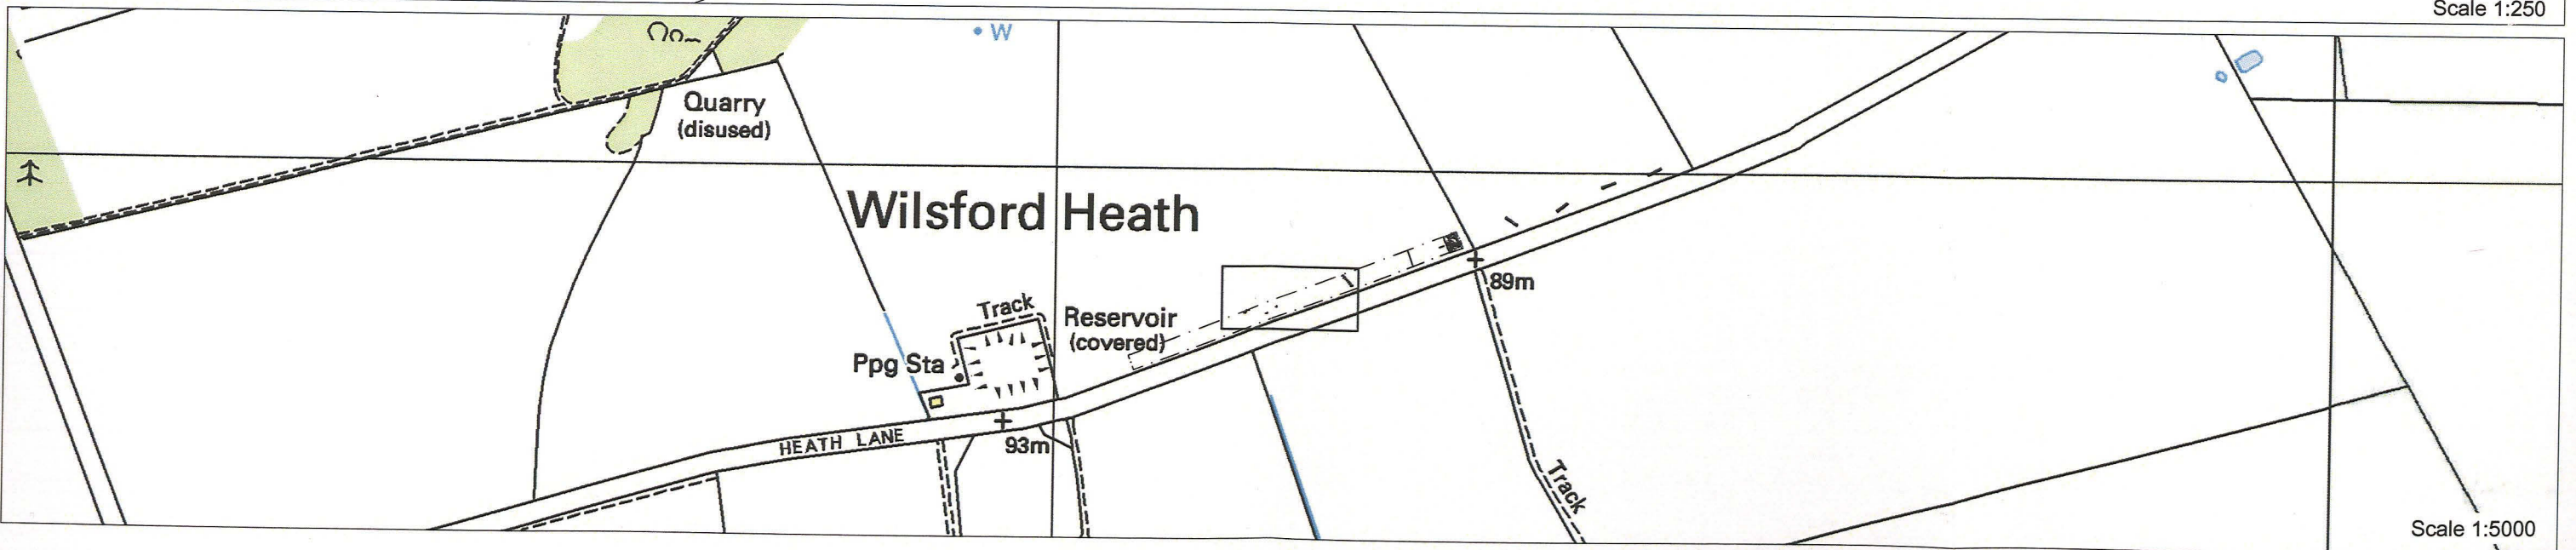 Scale 1:250
W
Quarry
(disused)
Wilsford Heath
89m
Track
Reservoir
(covered)
Ppg Sta
HEATH LANE
93m
Track
Scale 1:5000